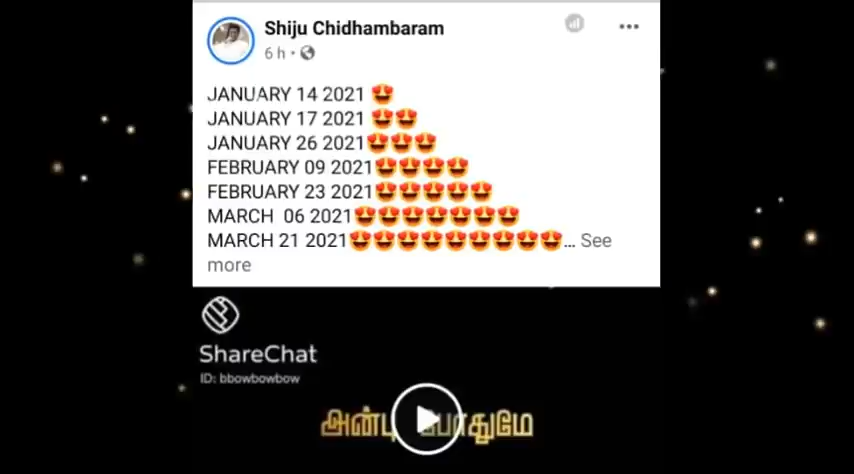 Shiju Chidhambaram
6 h ·
JANUARY 14 2021 😍
JANUARY 17 2021 😍😍
JANUARY 26 2021😍😍😍
FEBRUARY 09 2021😍😍😍😍
FEBRUARY 23 2021😍😍😍😍😍
MARCH  06 2021😍😍😍😍😍😍😍
MARCH 21 2021😍😍😍😍😍😍😍😍😍... See
more
ShareChat
ID: bbowbowbow
அன்பு